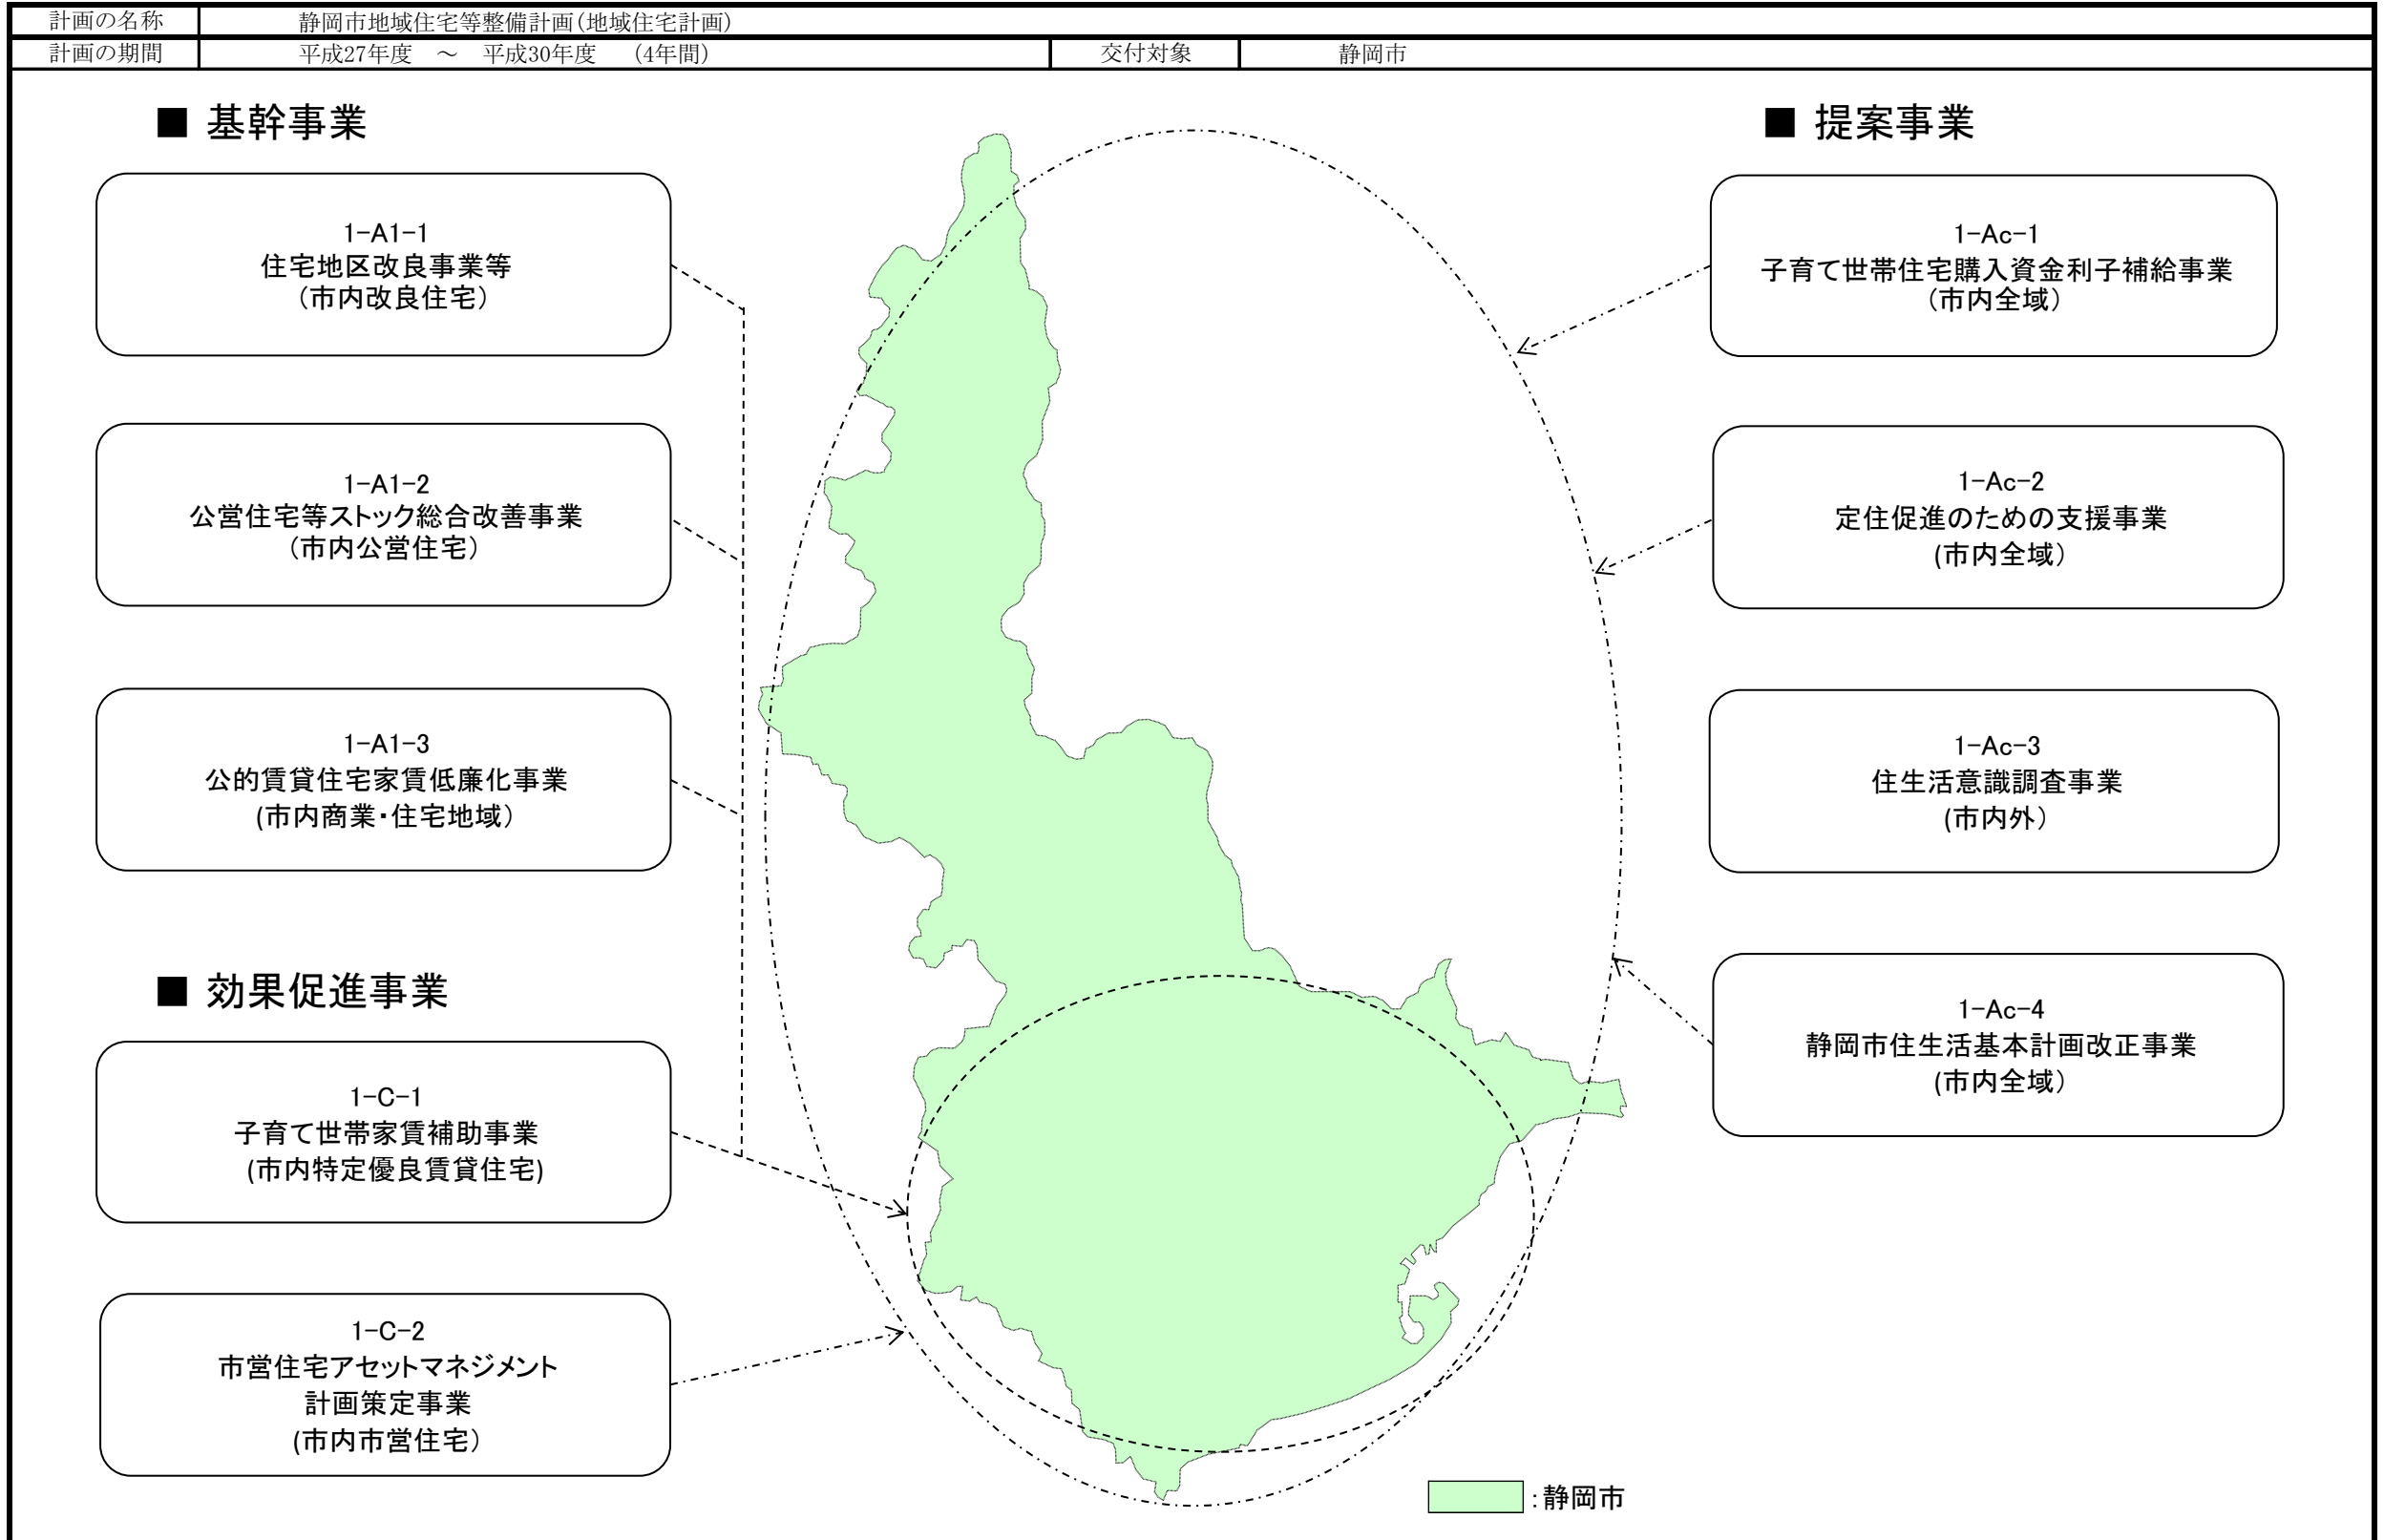 計画の名称 静岡市地域住宅等整備計画(地域住宅計画)
計画の期間 平成27年度 ～ 平成30年度 (4年間) 交付対象 静岡市
■ 基幹事業
1-A1-1
住宅地区改良事業等
(市内改良住宅)
1-A1-2
公営住宅等ストック総合改善事業
(市内公営住宅)
1-A1-3
公的賃貸住宅家賃低廉化事業
(市内商業・住宅地域)
■ 効果促進事業
1-C-1
子育て世帯家賃補助事業
(市内特定優良賃貸住宅)
1-C-2
市営住宅アセットマネジメント
計画策定事業
(市内市営住宅)
■ 提案事業
1-Ac-1
子育て世帯住宅購入資金利子補給事業
(市内全域)
1-Ac-2
定住促進のための支援事業
(市内全域)
1-Ac-3
住生活意識調査事業
(市内外)
1-Ac-4
静岡市住生活基本計画改正事業
(市内全域)
:静岡市